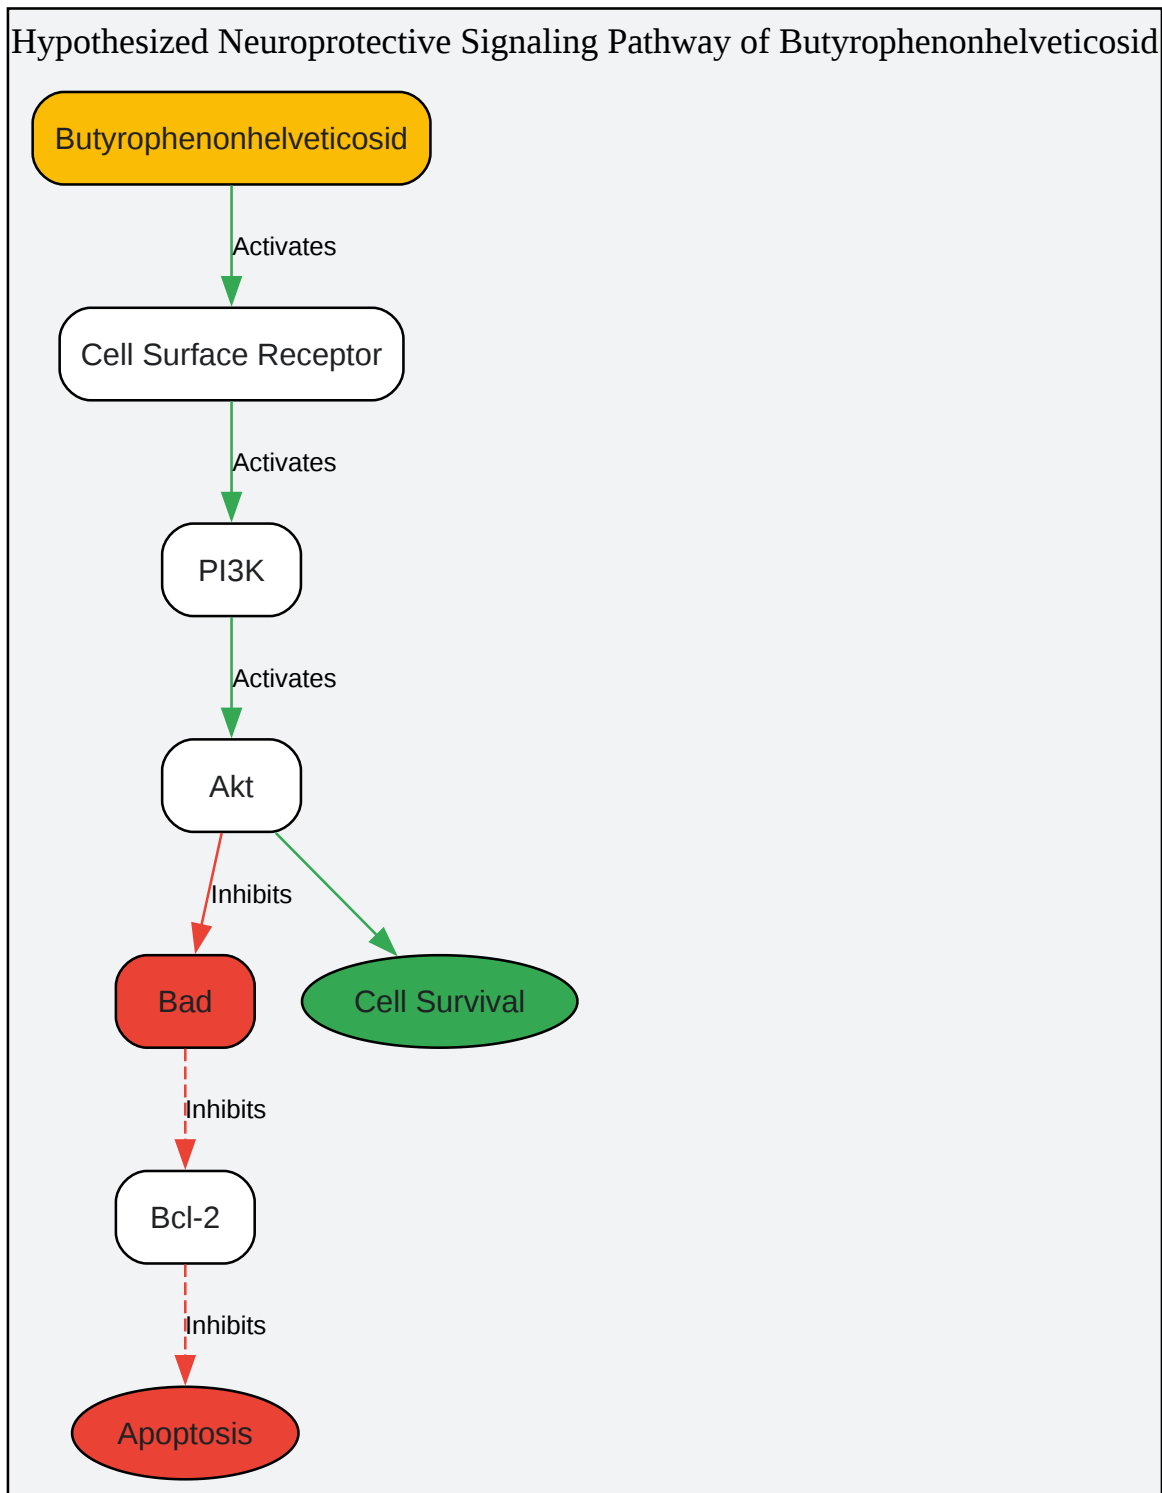 Hypothesized Neuroprotective Signaling Pathway of Butyrophenonhelveticosid
Butyrophenonhelveticosid
Activates
Cell Surface Receptor
Activates
PI3K
Activates
Akt
Inhibits
Bad
Cell Survival
Inhibits
Bcl-2
Inhibits
Apoptosis